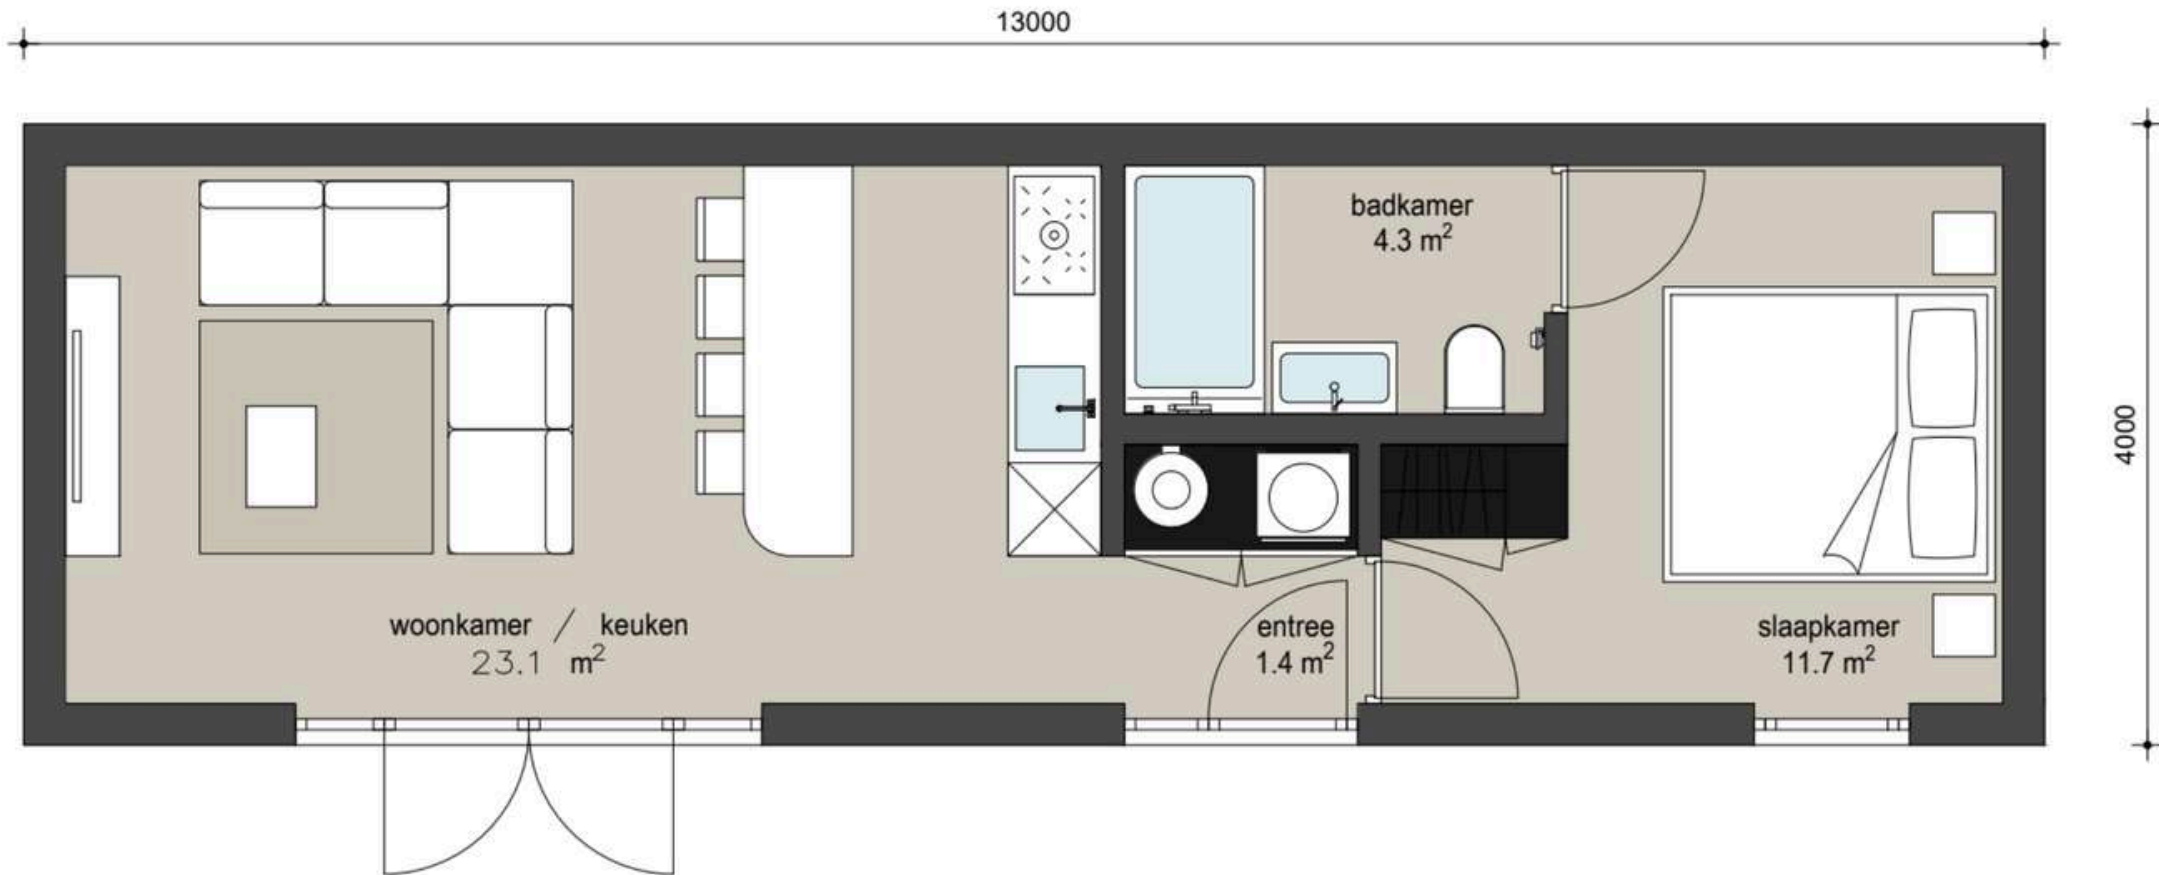 13000
badkamer
4.3 m²
4000
woonkamer / keuken
23.1 m²
entree
1.4 m²
slaapkamer
11.7 m²